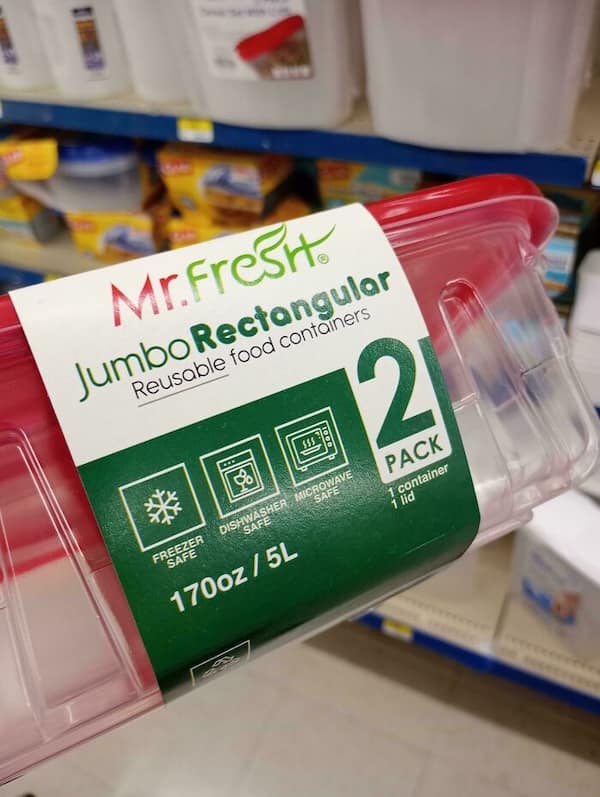 Mr.Fresh®
Jumbo Rectangular
Reusable food containers
2
PACK
1 container
1 lid
FREEZER
SAFE
DISHWASHER
SAFE
MICROWAVE
SAFE
170oz / 5L